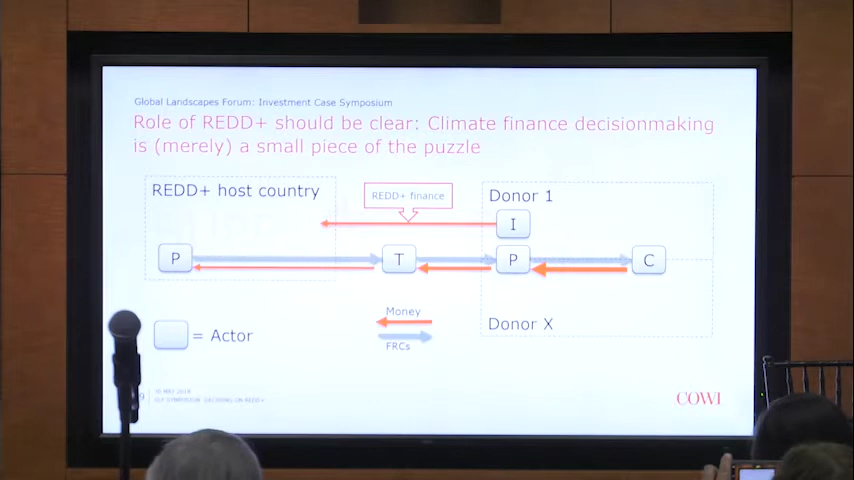 Global Landscapes Forum: Investment Case Symposium
Role of REDD+ should be clear: Climate finance decisionmaking
is (merely) a small piece of the puzzle
REDD+ host country
REDD+ finance
Donor 1
I
P
T
P
C
Money
= Actor
FRCs
Donor X
9
COWI